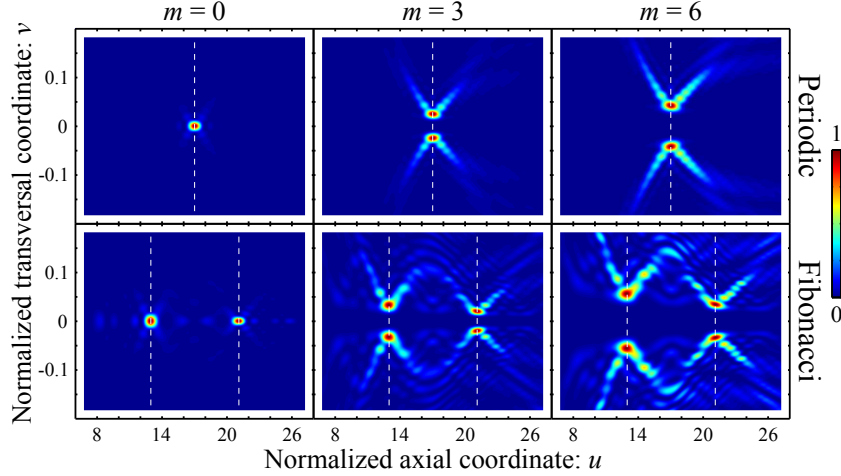 m = 0
m = 3
m = 6
Normalized transversal coordinate: v
0.1
0
-0.1
Periodic
1
0
0.1
0
-0.1
Fibonacci
8
14
20
26
8
14
20
26
8
14
20
26
Normalized axial coordinate: u